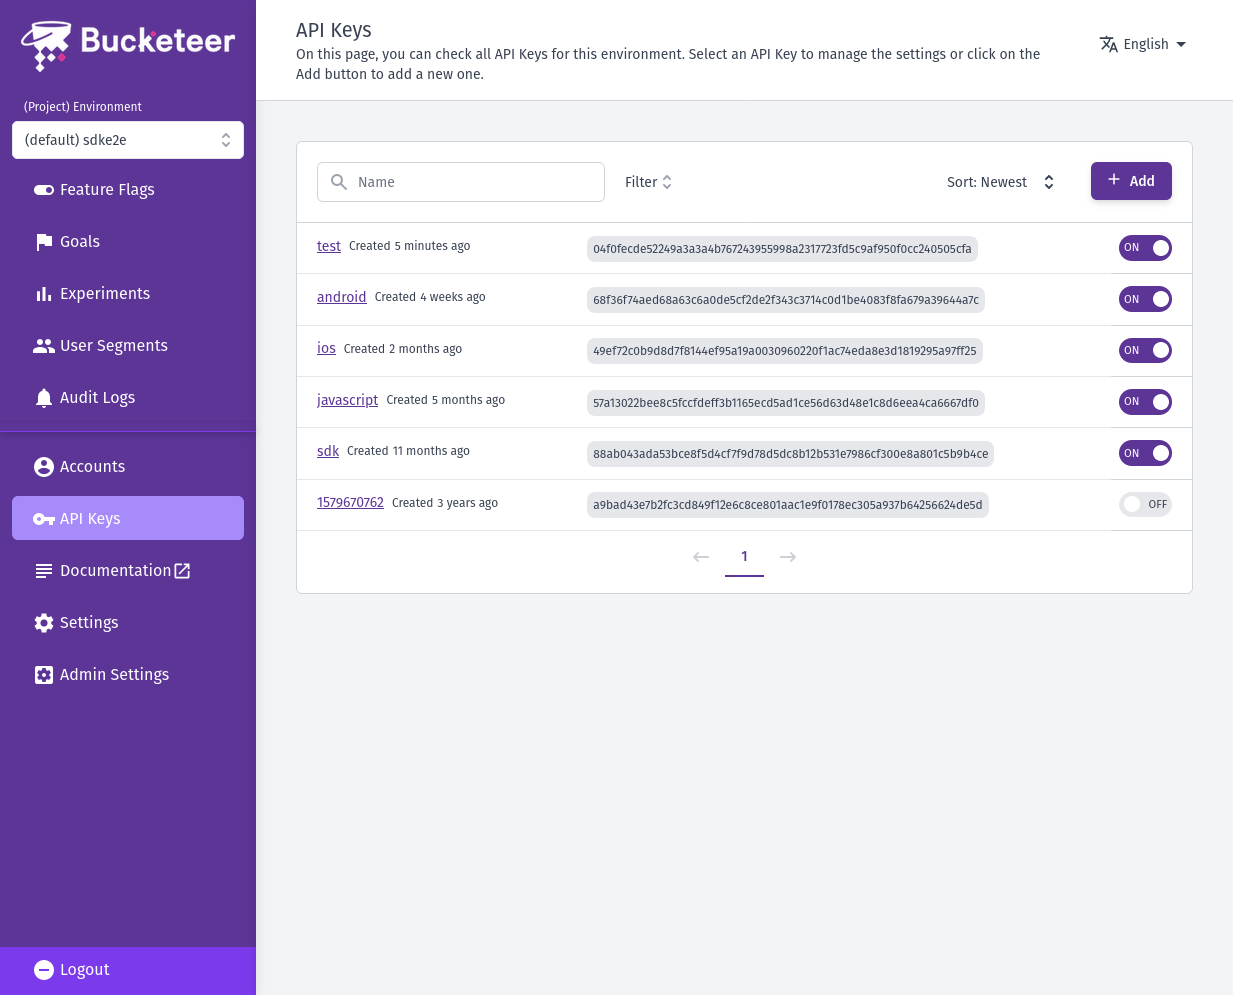 Bucketeer
(Project) Environment
(default) sdke2e
Feature Flags
Goals
Experiments
User Segments
Audit Logs
Accounts
API Keys
Documentation
Settings
Admin Settings
Logout
API Keys
On this page, you can check all API Keys for this environment. Select an API Key to manage the settings or click on the
Add button to add a new one.
English
Name
Filter
Sort: Newest
Add
test Created 5 minutes ago 04f0fecde52249a3a3a4b767243955998a2317723fd5c9af950f0cc240505cfa ON
android Created 4 weeks ago 68f36f74aed68a63c6a0de5cf2de2f343c3714c0d1be4083f8fa679a39644a7c ON
ios Created 2 months ago 49ef72c0b9d8d7f8144ef95a19a0030960220f1ac74eda8e3d1819295a97ff25 ON
javascript Created 5 months ago 57a13022bee8c5fccfdeff3b1165ecd5ad1ce56d63d48e1c8d6eea4ca6667df0 ON
sdk Created 11 months ago 88ab043ada53bce8f5d4cf7f9d78d5dc8b12b531e7986cf300e8a801c5b9b4ce ON
1579670762 Created 3 years ago a9bad43e7b2fc3cd849f12e6c8ce801aac1e9f0178ec305a937b64256624de5d OFF
1